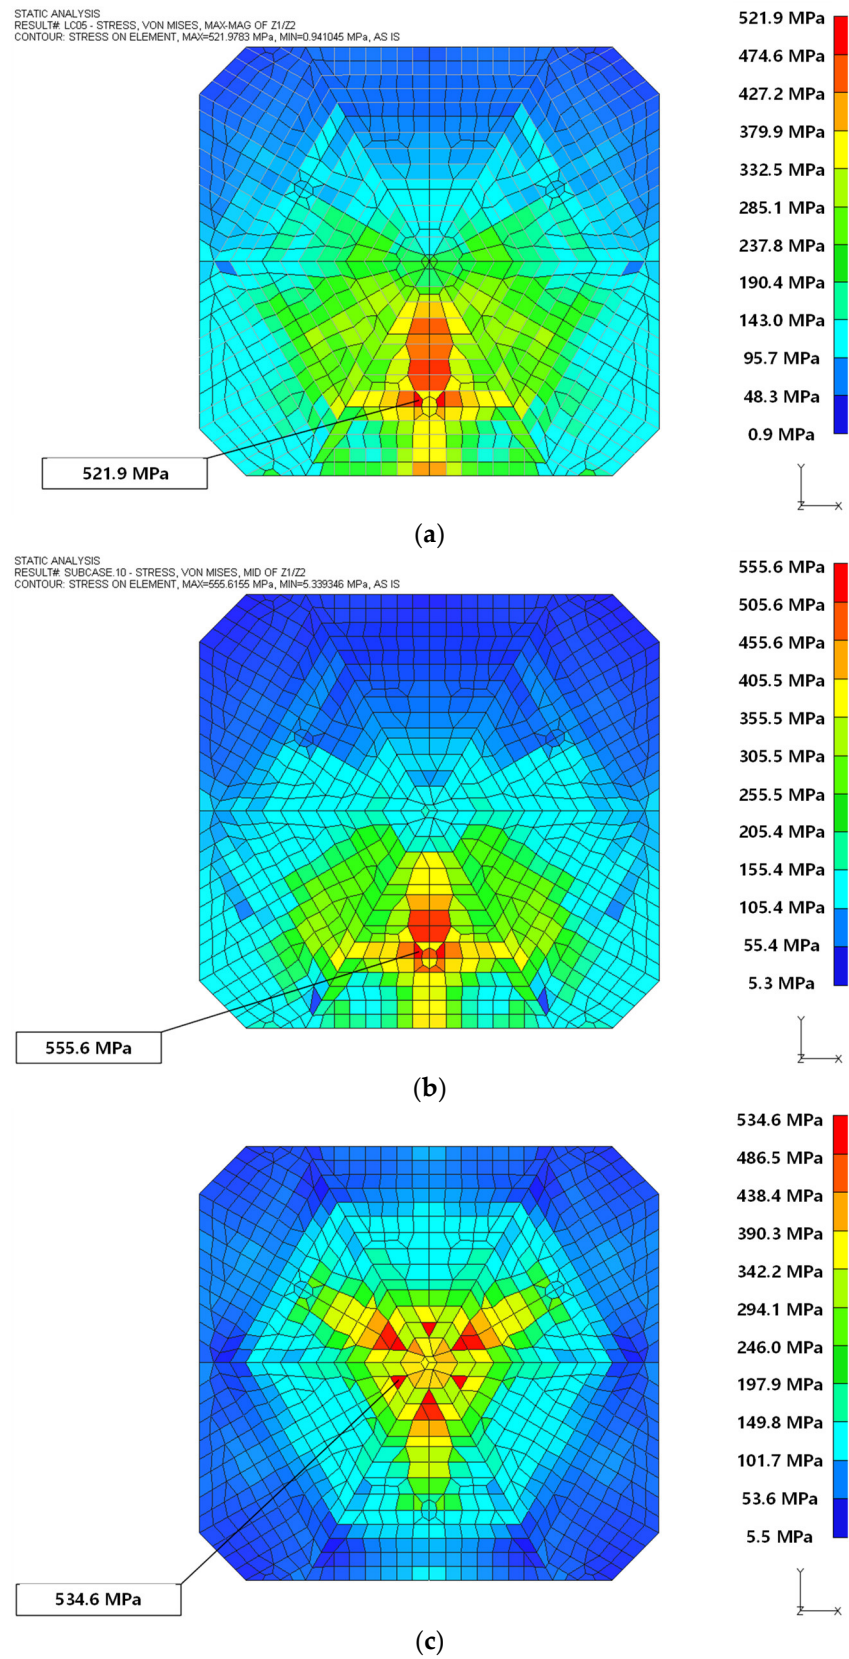 STATIC ANALYSIS
RESULT#: LC05 - STRESS, VON MISES, MAX-MAG OF Z1/Z2
CONTOUR: STRESS ON ELEMENT, MAX=521.9783 MPa, MIN=0.941045 MPa, AS IS
521.9 MPa
474.6 MPa
427.2 MPa
379.9 MPa
332.5 MPa
285.1 MPa
237.8 MPa
190.4 MPa
143.0 MPa
95.7 MPa
48.3 MPa
0.9 MPa
521.9 MPa
Y
Z X
(a)
STATIC ANALYSIS
RESULT#: SUBCASE.10 - STRESS, VON MISES, MID OF Z1/Z2
CONTOUR: STRESS ON ELEMENT, MAX=555.6155 MPa, MIN=5.339346 MPa, AS IS
555.6 MPa
505.6 MPa
455.6 MPa
405.5 MPa
355.5 MPa
305.5 MPa
255.5 MPa
205.4 MPa
155.4 MPa
105.4 MPa
55.4 MPa
5.3 MPa
555.6 MPa
Y
Z X
(b)
534.6 MPa
486.5 MPa
438.4 MPa
390.3 MPa
342.2 MPa
294.1 MPa
246.0 MPa
197.9 MPa
149.8 MPa
101.7 MPa
53.6 MPa
5.5 MPa
534.6 MPa
Y
Z X
(c)